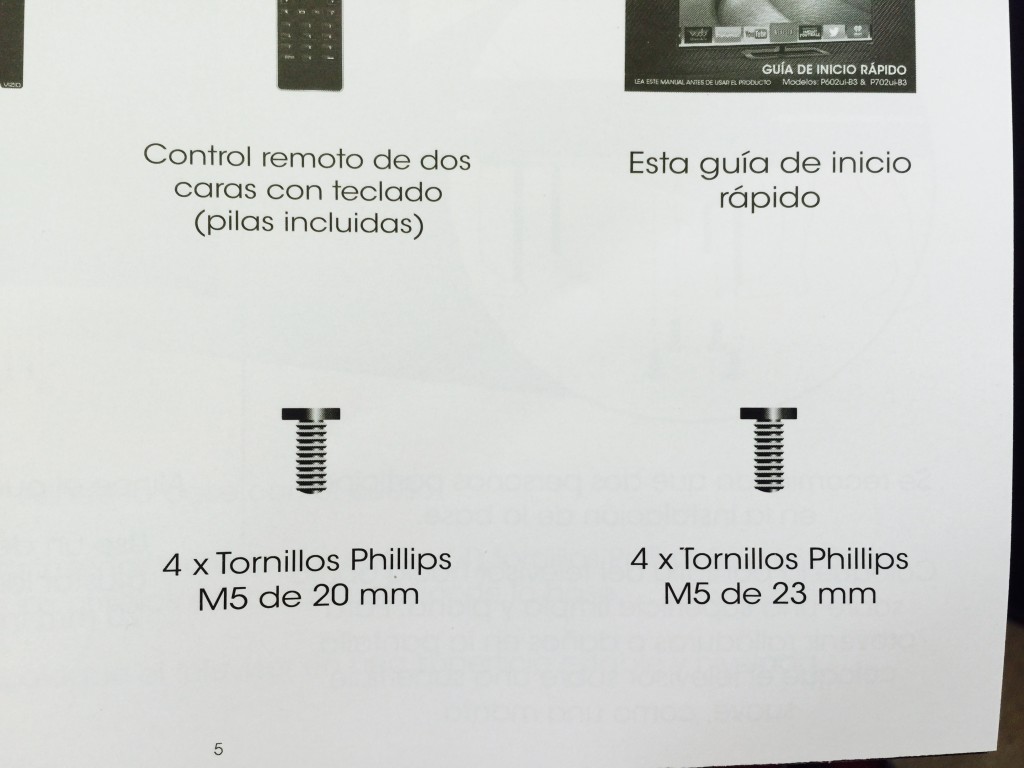 VIZIO
YouTube
GUÍA DE INICIO RÁPIDO
LEA ESTE MANUAL ANTES DE USAR EL PRODUCTO Modelos: P602ui-B3 & P702ui-B3
Control remoto de dos
caras con teclado
(pilas incluidas)
Esta guía de inicio
rápido
4 x Tornillos Phillips
M5 de 20 mm
4 x Tornillos Phillips
M5 de 23 mm
5